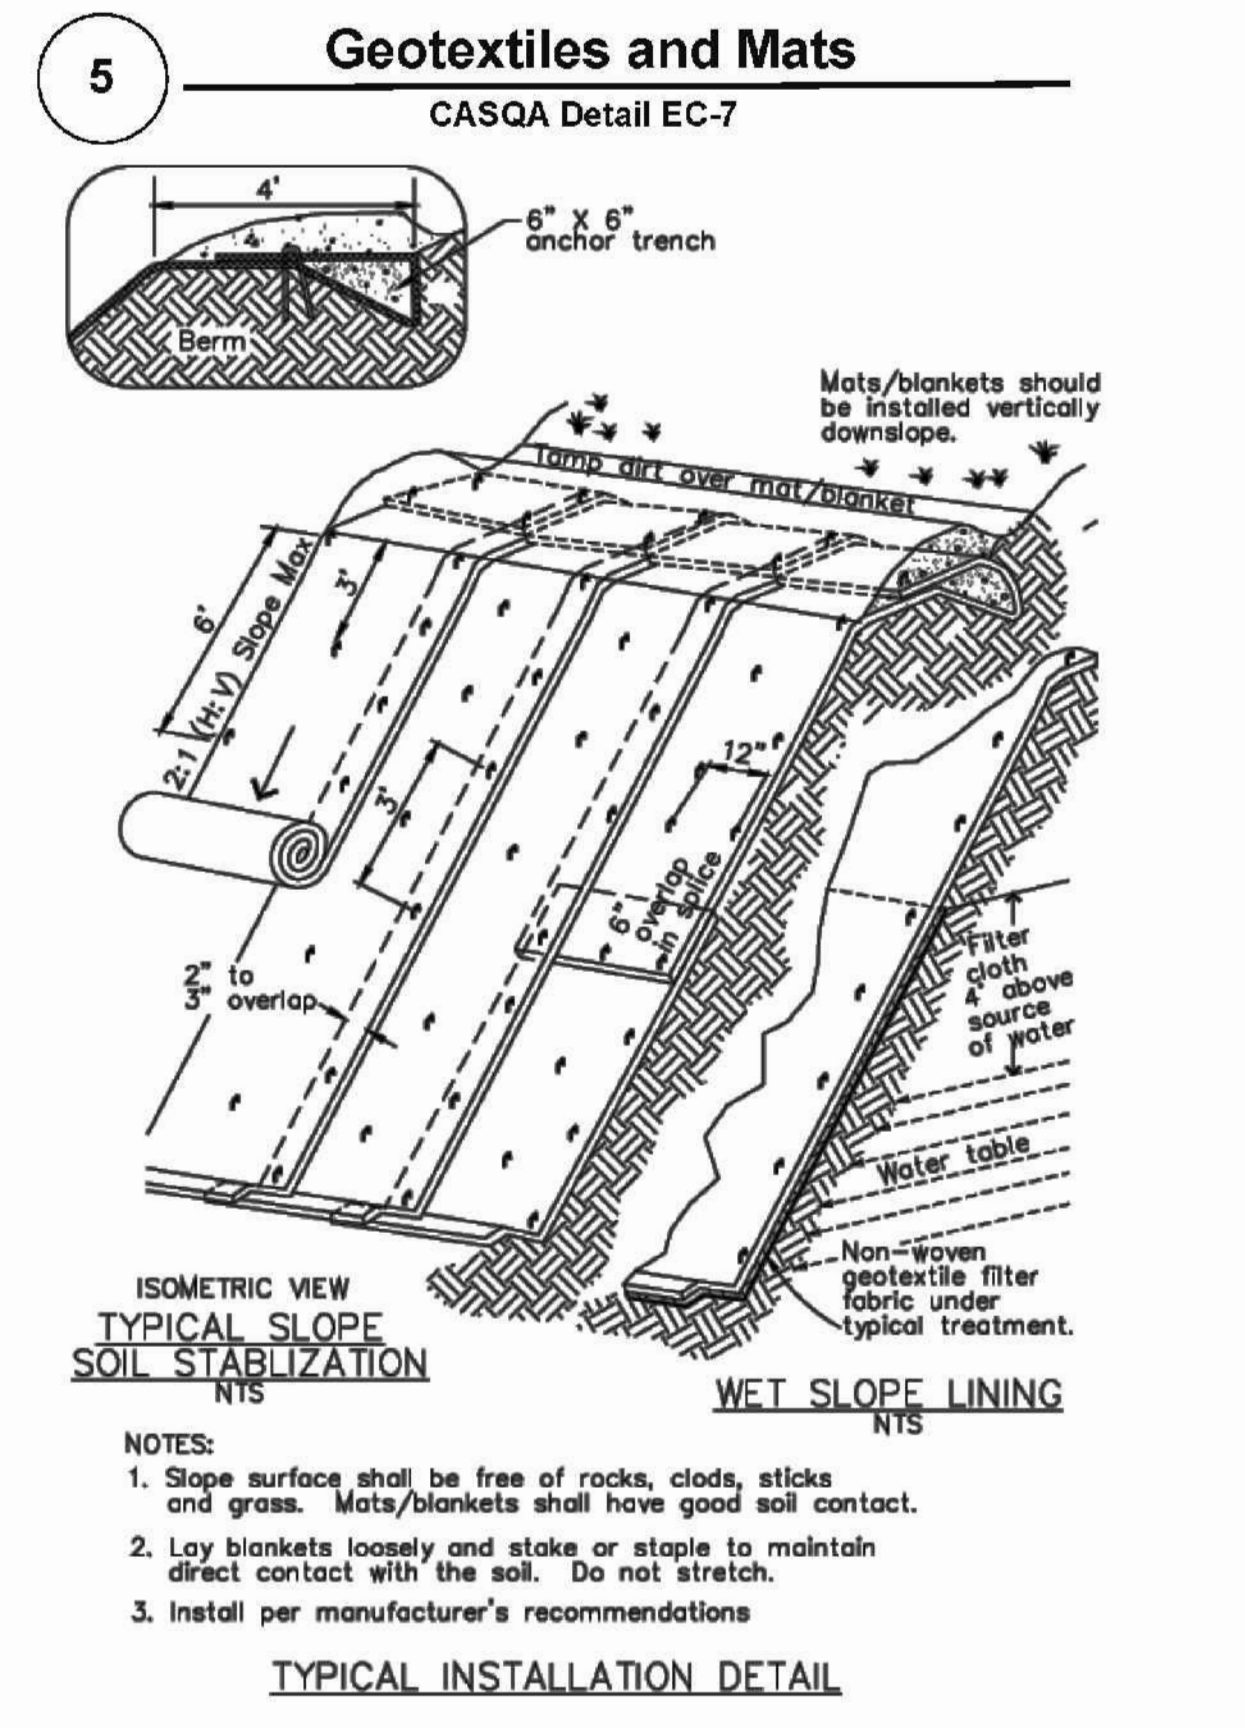 5
Geotextiles and Mats
CASQA Detail EC-7
4'
6" X 6"
anchor trench
Berm
Mats/blankets should
be installed vertically
downslope.
Tamp dirt over mat/blanket
6'
2:1 (H:V) Slope Max
3'
12"
3'
6"
overlap
in splice
2" to
3" overlap
Filter
cloth
4' above
source
of water
Water table
Non-woven
geotextile filter
fabric under
typical treatment.
ISOMETRIC VIEW
TYPICAL SLOPE
SOIL STABLIZATION
NTS
WET SLOPE LINING
NTS
NOTES:
1. Slope surface shall be free of rocks, clods, sticks
and grass. Mats/blankets shall have good soil contact.
2. Lay blankets loosely and stake or staple to maintain
direct contact with the soil. Do not stretch.
3. Install per manufacturer's recommendations
TYPICAL INSTALLATION DETAIL